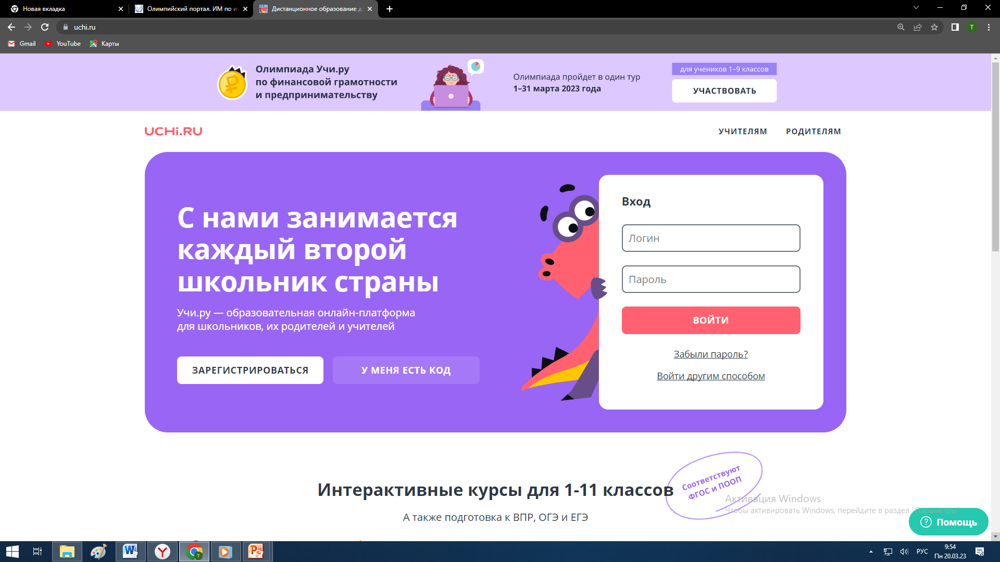 Новая вкладка
Олимпийский портал. ИМ по и
Дистанционное образование д
uchi.ru
T
Gmail
YouTube
Карты
Олимпиада Учи.ру
по финансовой грамотности
и предпринимательству
Олимпиада пройдет в один тур
1–31 марта 2023 года
для учеников 1–9 классов
УЧАСТВОВАТЬ
UCHi.RU
УЧИТЕЛЯМ
РОДИТЕЛЯМ
С нами занимается
каждый второй
школьник страны
Учи.ру — образовательная онлайн-платформа
для школьников, их родителей и учителей
ЗАРЕГИСТРИРОВАТЬСЯ
У МЕНЯ ЕСТЬ КОД
Вход
Логин
Пароль
ВОЙТИ
Забыли пароль?
Войти другим способом
Соответствуют
ФГОС и ПООП
Интерактивные курсы для 1-11 классов
А также подготовка к ВПР, ОГЭ и ЕГЭ
Активация Windows
Чтобы активировать Windows, перейдите в раздел "Параметры".
Помощь
РУС
9:54
Пн 20.03.23